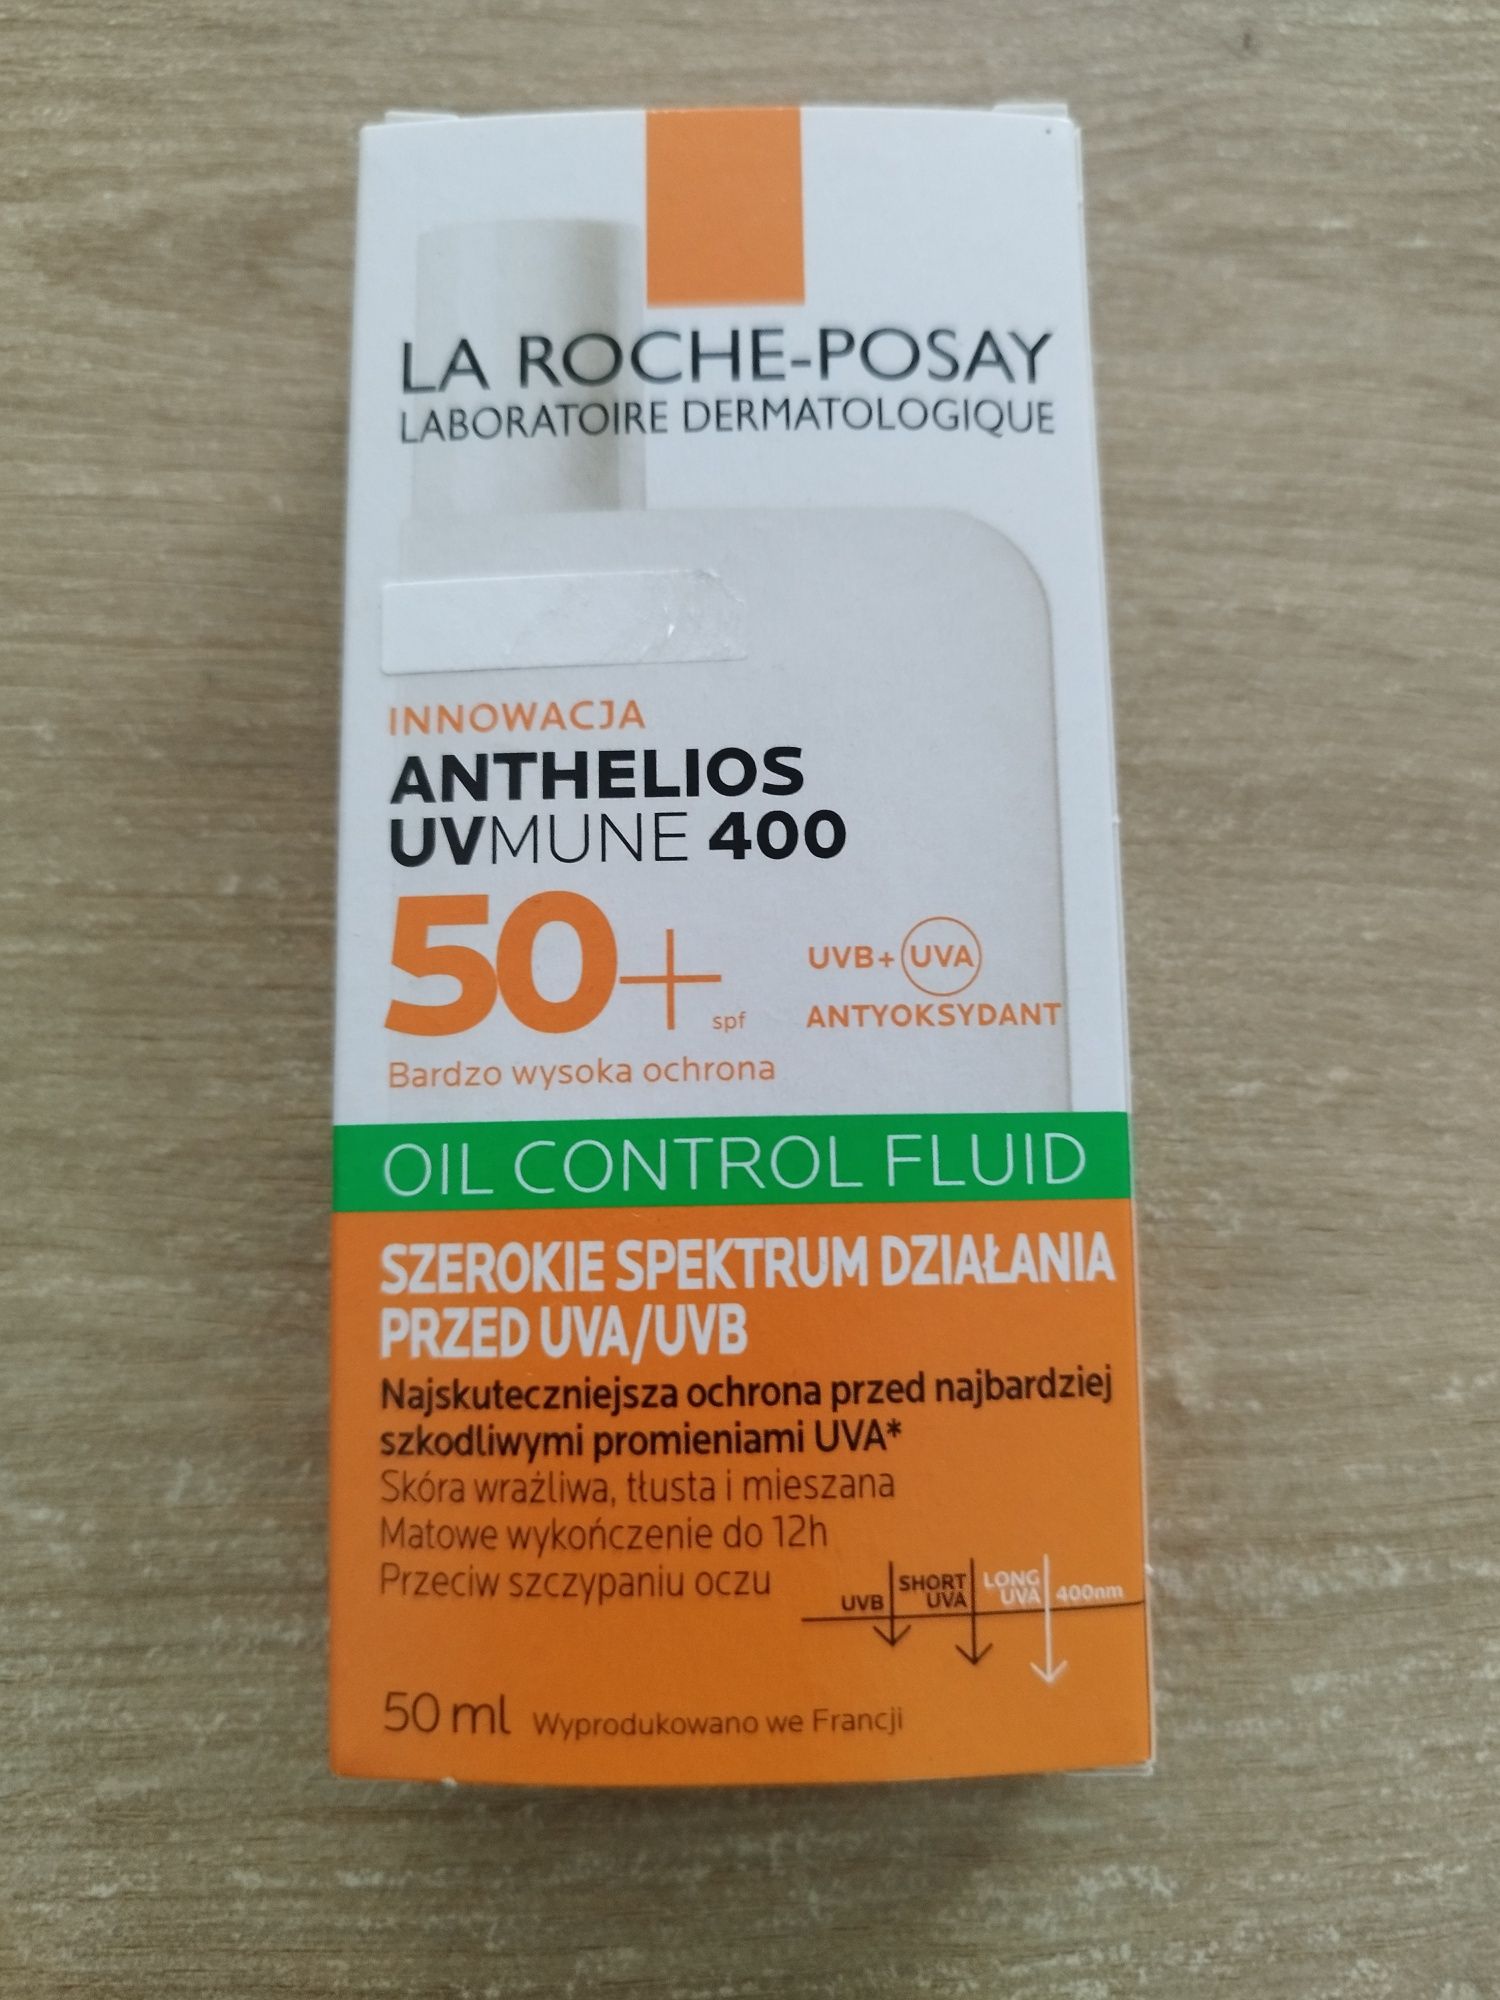 LA ROCHE-POSAY
LABORATOIRE DERMATOLOGIQUE
INNOWACJA
ANTHELIOS
UVMUNE 400
50+ spf
UVB+ UVA
ANTYOKSYDANT
Bardzo wysoka ochrona
OIL CONTROL FLUID
SZEROKIE SPEKTRUM DZIAŁANIA
PRZED UVA/UVB
Najskuteczniejsza ochrona przed najbardziej
szkodliwymi promieniami UVA*
Skóra wrażliwa, tłusta i mieszana
Matowe wykończenie do 12h
Przeciw szczypaniu oczu
UVB SHORT UVA LONG UVA 400nm
50 ml Wyprodukowano we Francji